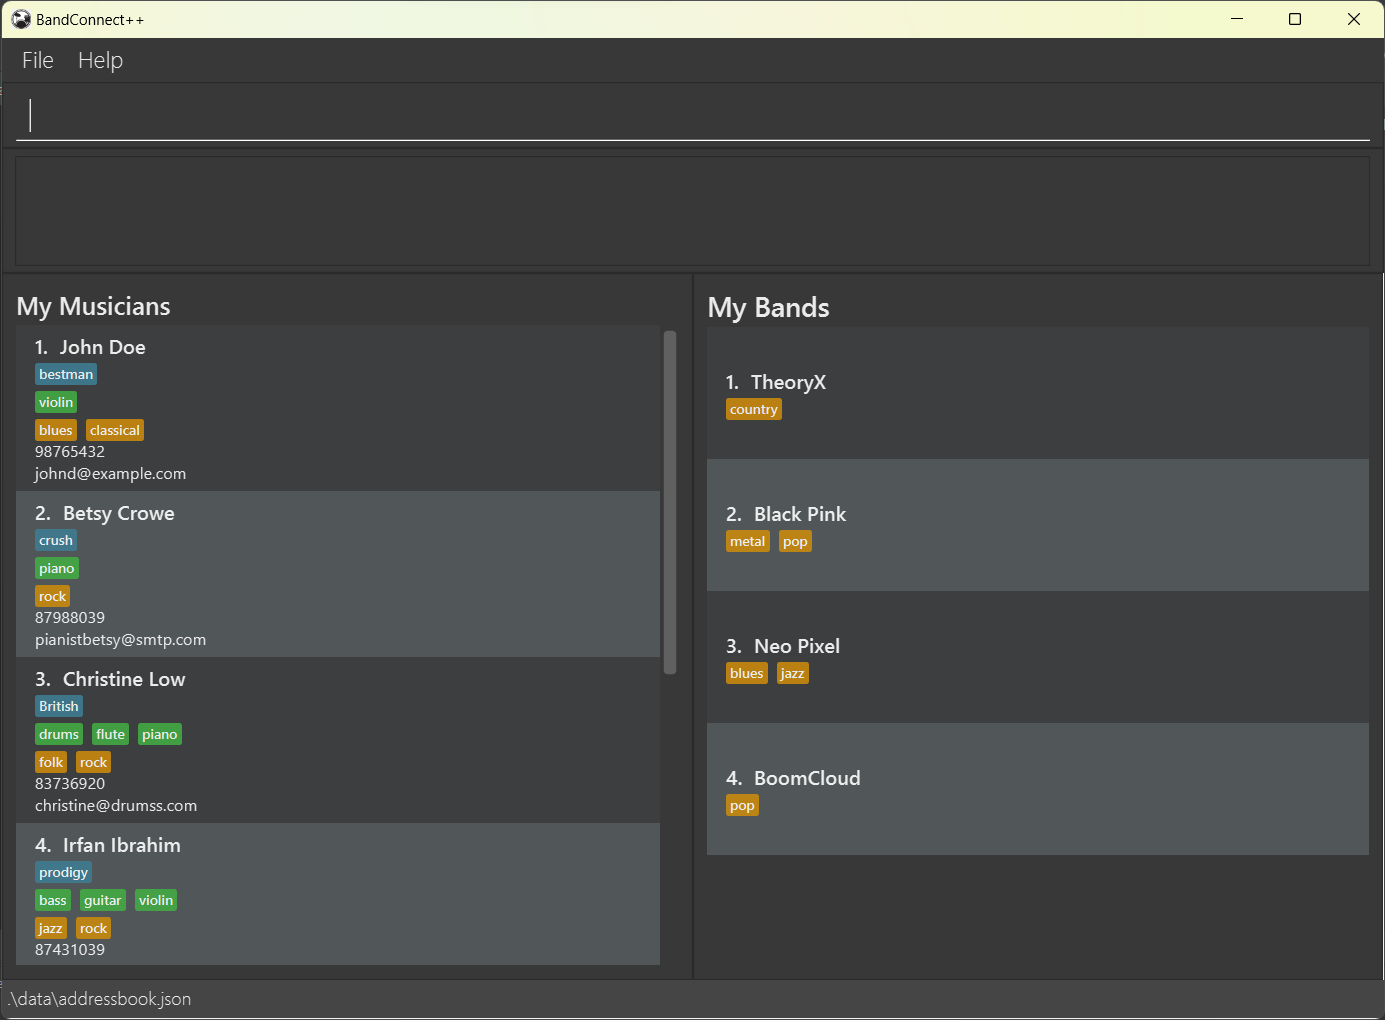 BandConnect++
File Help
My Musicians
1. John Doe
bestman
violin
blues classical
98765432
johnd@example.com
2. Betsy Crowe
crush
piano
rock
87988039
pianistbetsy@smtp.com
3. Christine Low
British
drums flute piano
folk rock
83736920
christine@drumss.com
4. Irfan Ibrahim
prodigy
bass guitar violin
jazz rock
87431039
My Bands
1. TheoryX
country
2. Black Pink
metal pop
3. Neo Pixel
blues jazz
4. BoomCloud
pop
.\data\addressbook.json